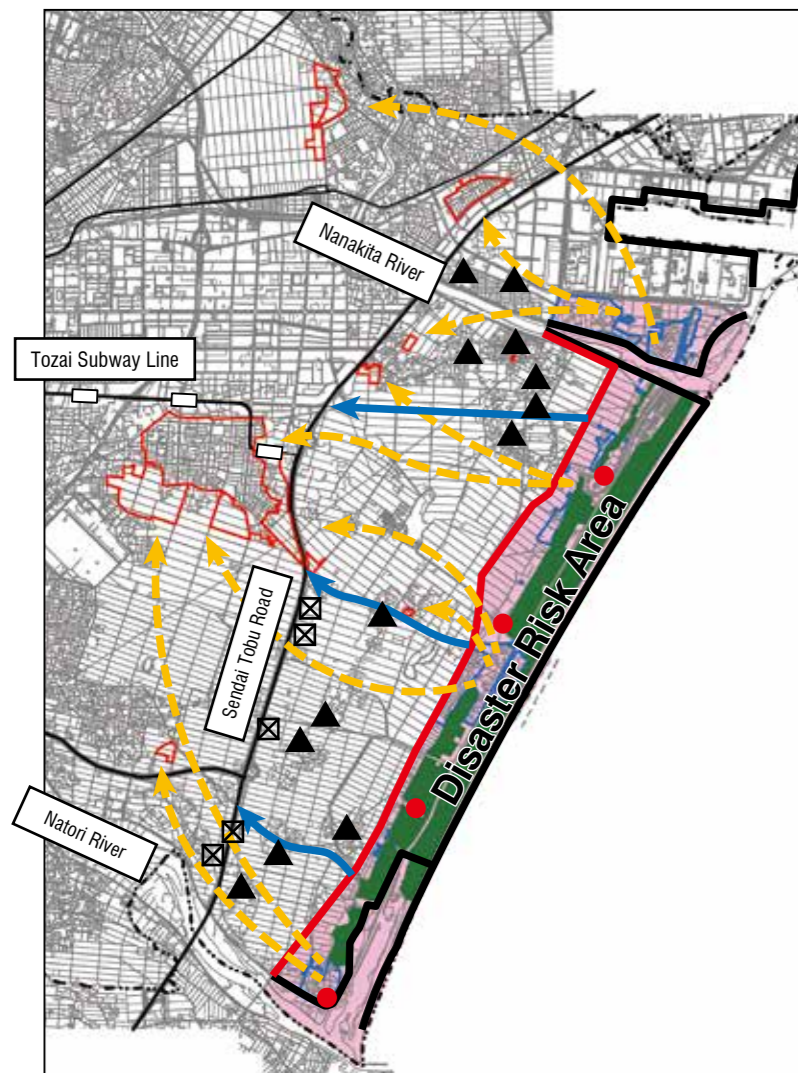 Nanakita River
Tozai Subway Line
Disaster Risk Area
Sendai Tobu Road
Natori River